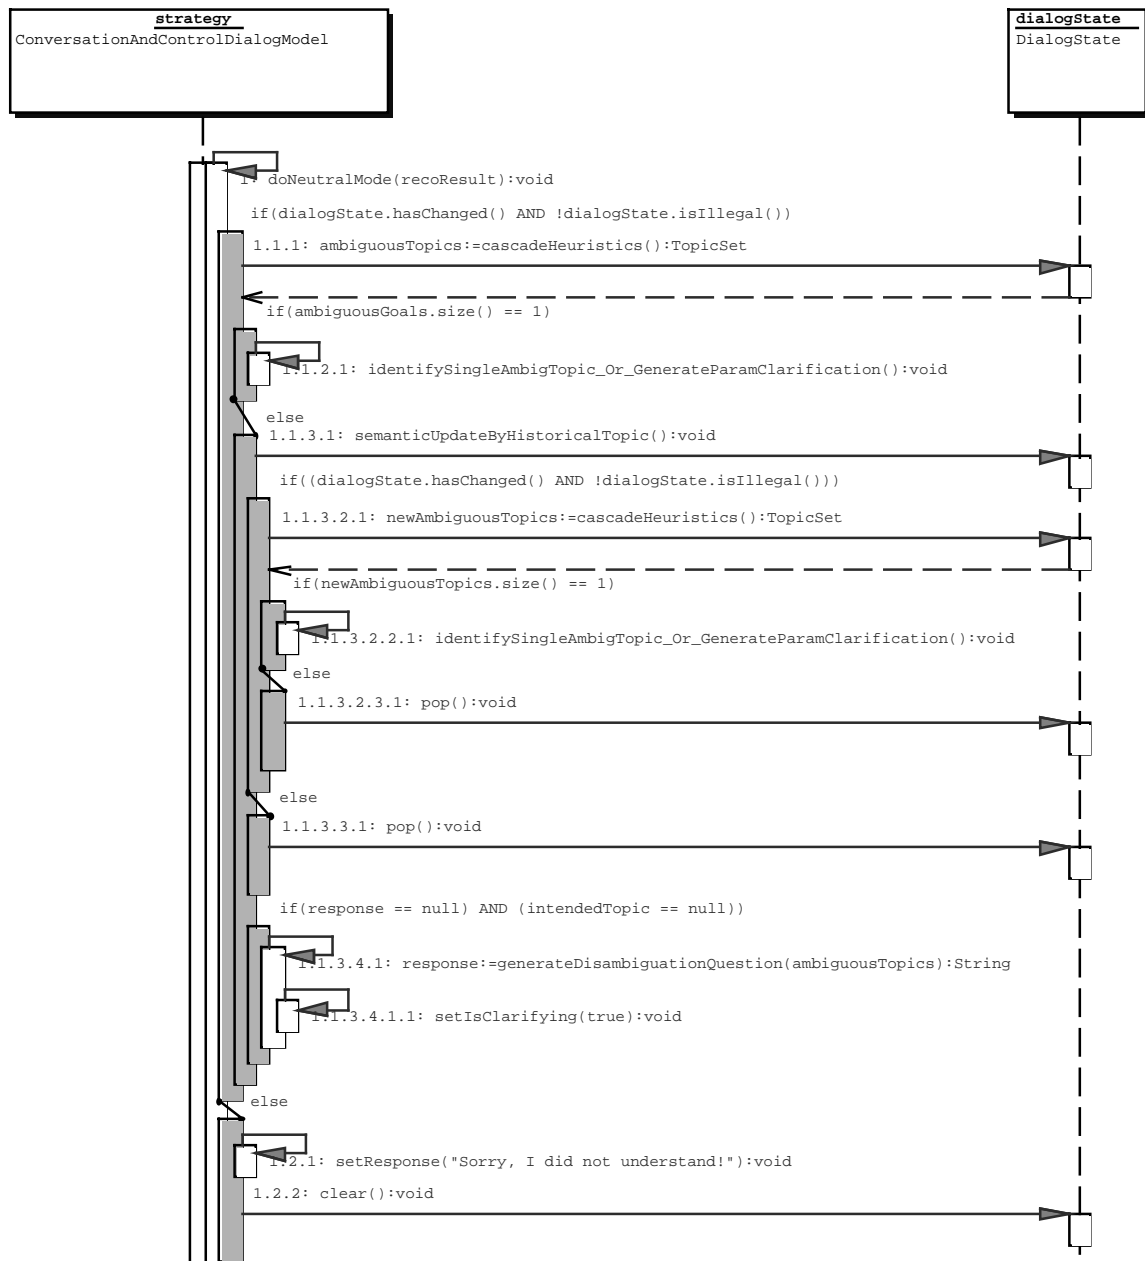 strategy
ConversationAndControlDialogModel
dialogState
DialogState
1: doNeutralMode(recoResult):void
if(dialogState.hasChanged() AND !dialogState.isIllegal())
1.1.1: ambiguousTopics:=cascadeHeuristics():TopicSet
if(ambiguousGoals.size() == 1)
1.1.2.1: identifySingleAmbigTopic_Or_GenerateParamClarification():void
else
1.1.3.1: semanticUpdateByHistoricalTopic():void
if((dialogState.hasChanged() AND !dialogState.isIllegal()))
1.1.3.2.1: newAmbiguousTopics:=cascadeHeuristics():TopicSet
if(newAmbiguousTopics.size() == 1)
1.1.3.2.2.1: identifySingleAmbigTopic_Or_GenerateParamClarification():void
else
1.1.3.2.3.1: pop():void
else
1.1.3.3.1: pop():void
if(response == null) AND (intendedTopic == null))
1.1.3.4.1: response:=generateDisambiguationQuestion(ambiguousTopics):String
1.1.3.4.1.1: setIsClarifying(true):void
else
1.2.1: setResponse("Sorry, I did not understand!"):void
1.2.2: clear():void